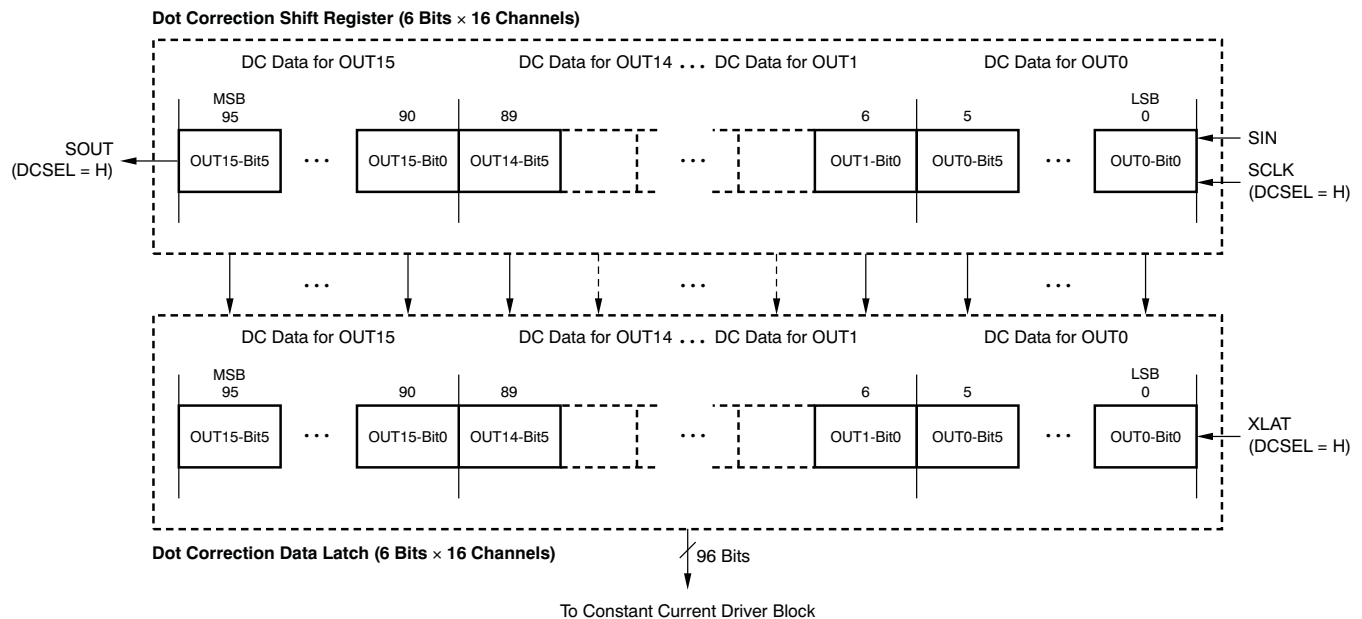 Dot Correction Shift Register (6 Bits × 16 Channels)
DC Data for OUT15 DC Data for OUT14 ... DC Data for OUT1 DC Data for OUT0
MSB LSB
95 90 89 6 5 0
SOUT
(DCSEL = H)
OUT15-Bit5 ... OUT15-Bit0 OUT14-Bit5 ... OUT1-Bit0 OUT0-Bit5 ... OUT0-Bit0
SIN
SCLK
(DCSEL = H)
... ... ...
DC Data for OUT15 DC Data for OUT14 ... DC Data for OUT1 DC Data for OUT0
MSB LSB
95 90 89 6 5 0
OUT15-Bit5 ... OUT15-Bit0 OUT14-Bit5 ... OUT1-Bit0 OUT0-Bit5 ... OUT0-Bit0
XLAT
(DCSEL = H)
Dot Correction Data Latch (6 Bits × 16 Channels)
96 Bits
To Constant Current Driver Block